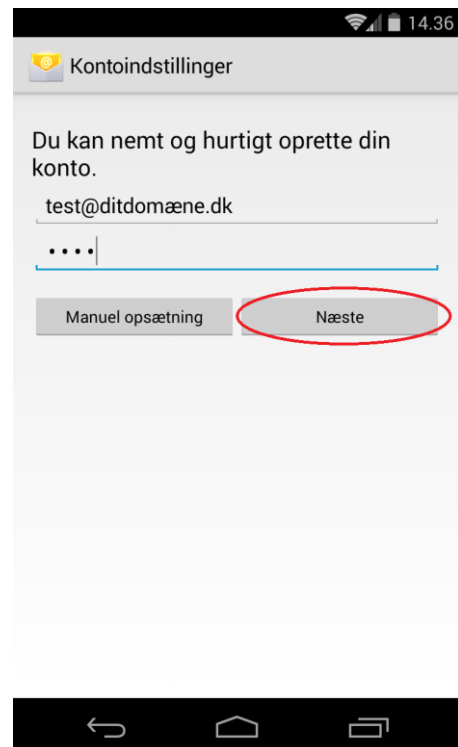 14.36
Kontoindstillinger
Du kan nemt og hurtigt oprette din
konto.
test@ditdomæne.dk
••••
Manuel opsætning
Næste